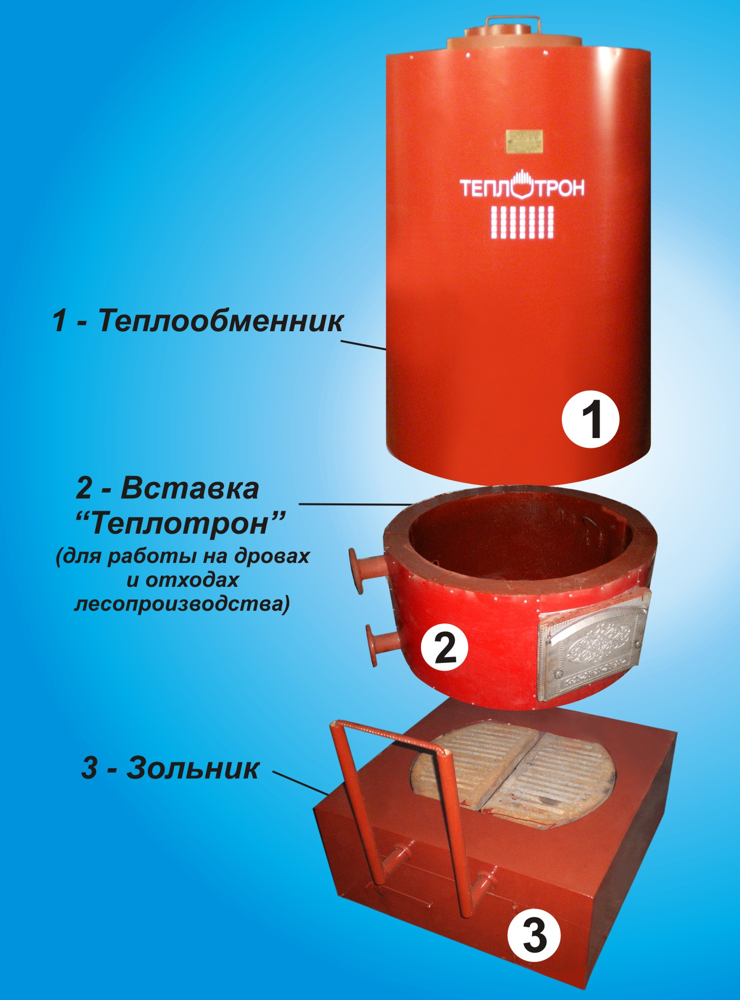 ТЕПЛОТРОН
1 - Теплообменник
1
2 - Вставка
“Теплотрон”
(для работы на дровах
и отходах
лесопроизводства)
2
3 - Зольник
3